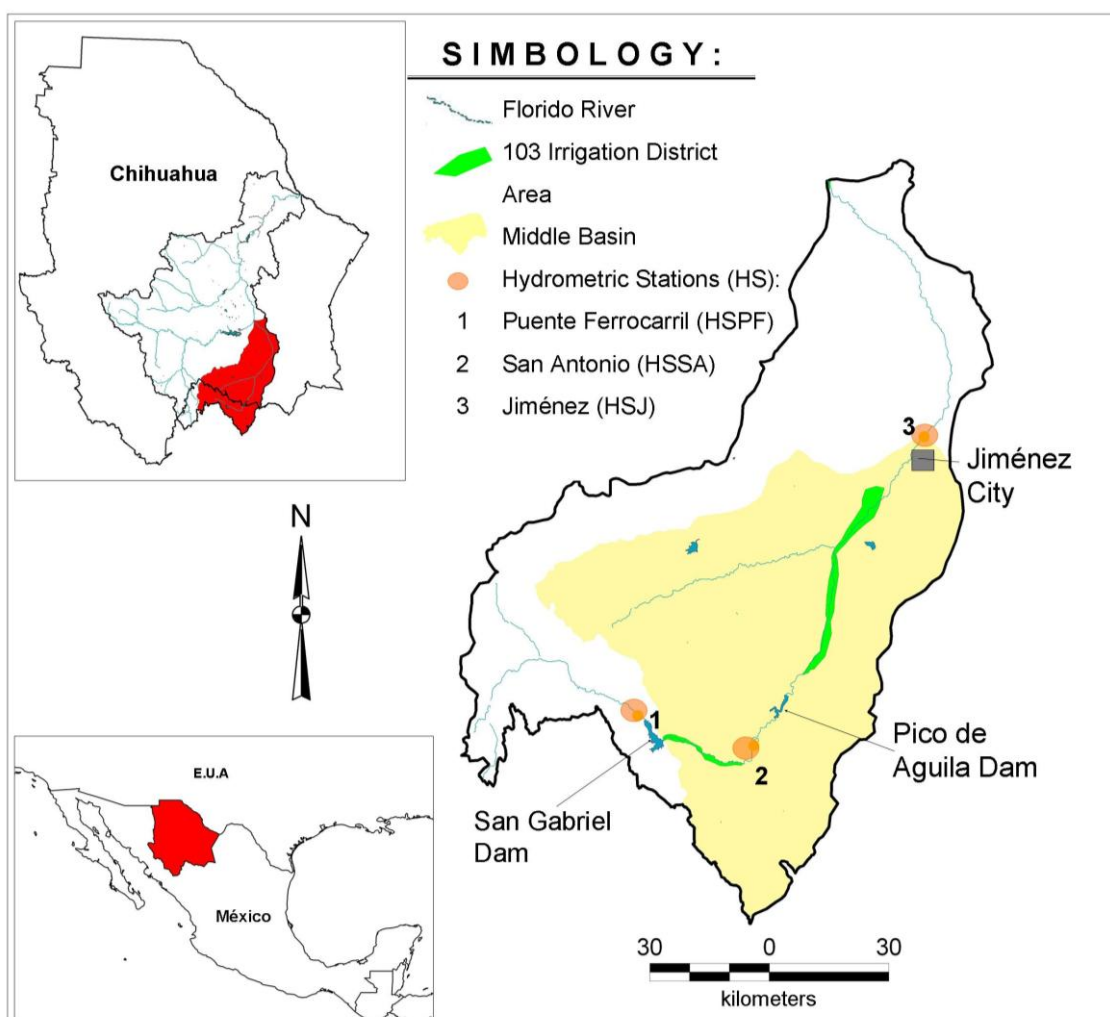 SIMBOLOGY:
Florido River
103 Irrigation District
Area
Middle Basin
Hydrometric Stations (HS):
1 Puente Ferrocarril (HSPF)
2 San Antonio (HSSA)
3 Jiménez (HSJ)
Chihuahua
N
E.U.A
México
3
Jiménez
City
1
2
Pico de
Aguila Dam
San Gabriel
Dam
30 0 30
kilometers